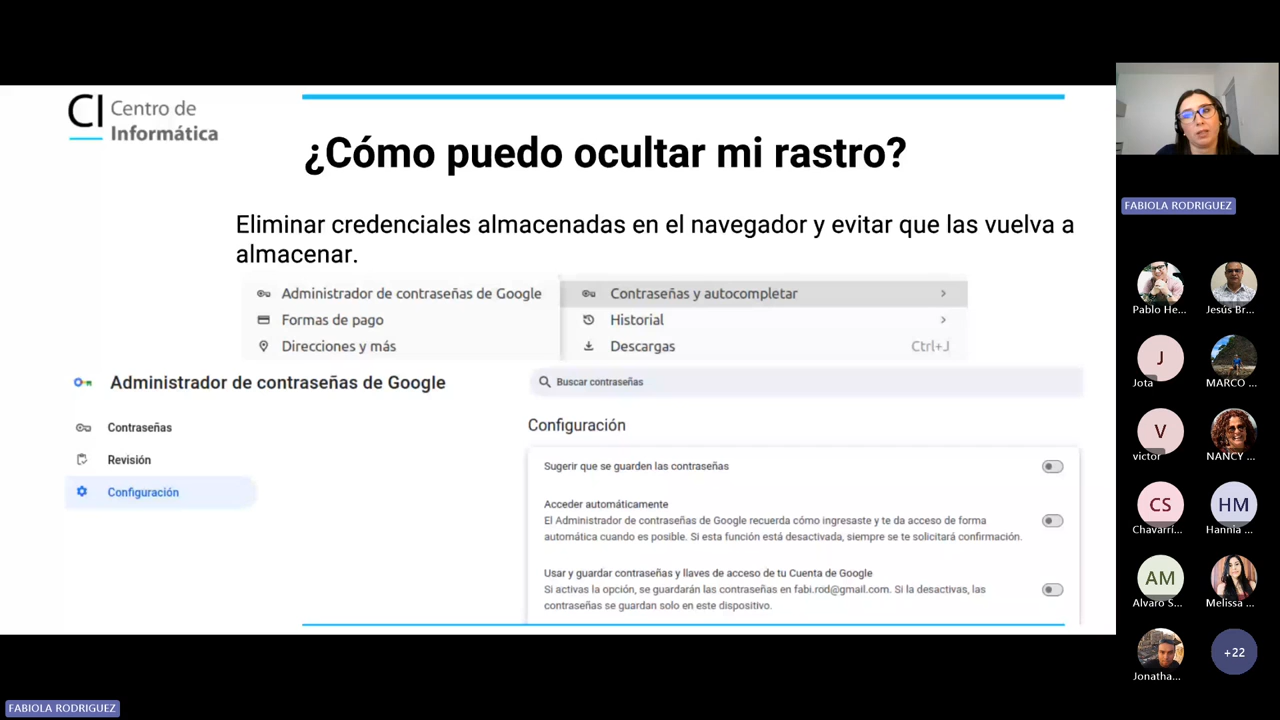 CI Centro de
Informática
¿Cómo puedo ocultar mi rastro?
Eliminar credenciales almacenadas en el navegador y evitar que las vuelva a
almacenar.
Administrador de contraseñas de Google
Formas de pago
Direcciones y más
Contraseñas y autocompletar
Historial
Descargas Ctrl+J
Administrador de contraseñas de Google
Contraseñas
Revisión
Configuración
Buscar contraseñas
Configuración
Sugerir que se guarden las contraseñas
Acceder automáticamente
El Administrador de contraseñas de Google recuerda cómo ingresaste y te da acceso de forma
automática cuando es posible. Si esta función está desactivada, siempre se te solicitará confirmación.
Usar y guardar contraseñas y llaves de acceso de tu Cuenta de Google
Si activas la opción, se guardarán las contraseñas en fabi.rod@gmail.com. Si la desactivas, las
contraseñas se guardan solo en este dispositivo.
FABIOLA RODRIGUEZ
Pablo He... Jesús Br...
J
Jota MARCO ...
V
victor NANCY ...
CS HM
Chavarrí... Hannia ...
AM
Alvaro S... Melissa ...
+22
Jonatha...
FABIOLA RODRIGUEZ